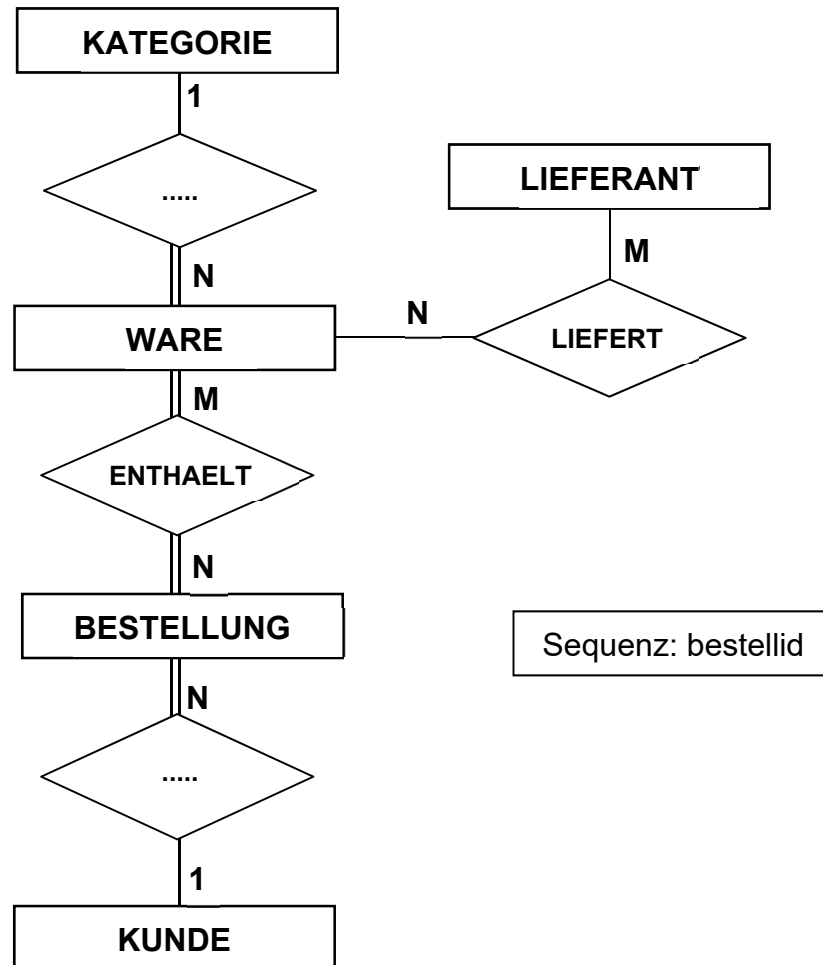 KATEGORIE
1
.....
N
LIEFERANT
M
WARE
N
LIEFERT
M
ENTHAELT
N
BESTELLUNG
Sequenz: bestellid
N
.....
1
KUNDE